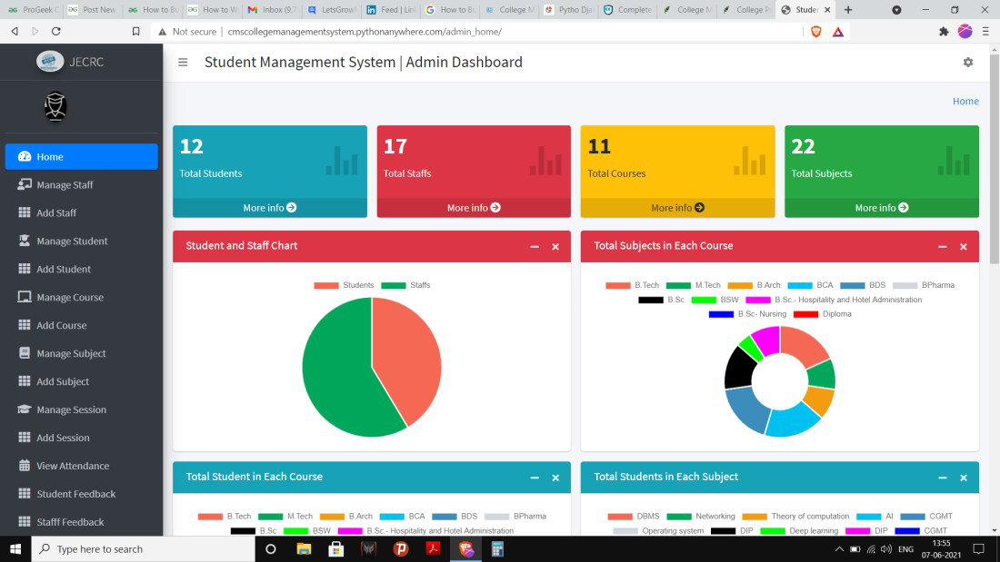 ProGeek
Post New
How to Bu
How to W
Inbox (9,
LetsGrow
Feed | Lin
How to B
College M
Pytho Dja
Complete
College M
College P
Stude
Not secure | cmscollegemanagementsystem.pythonanywhere.com/admin_home/
JECRC
Student Management System | Admin Dashboard
Home
Home
Manage Staff
Add Staff
Manage Student
Add Student
Manage Course
Add Course
Manage Subject
Add Subject
Manage Session
Add Session
View Attendance
Student Feedback
Stafff Feedback
12
Total Students
More info
17
Total Staffs
More info
11
Total Courses
More info
22
Total Subjects
More info
Student and Staff Chart
Students Staffs
Total Subjects in Each Course
B.Tech M.Tech B.Arch BCA BDS BPharma
B.Sc BSW B.Sc.- Hospitality and Hotel Administration
B.Sc- Nursing Diploma
Total Student in Each Course
B.Tech M.Tech B.Arch BCA BDS BPharma
B.Sc BSW B.Sc.- Hospitality and Hotel Administration
Total Students in Each Subject
DBMS Networking Theory of computation AI CGMT
Operating system DIP Deep learning DIP CGMT
Type here to search
ENG
13:55
07-06-2021